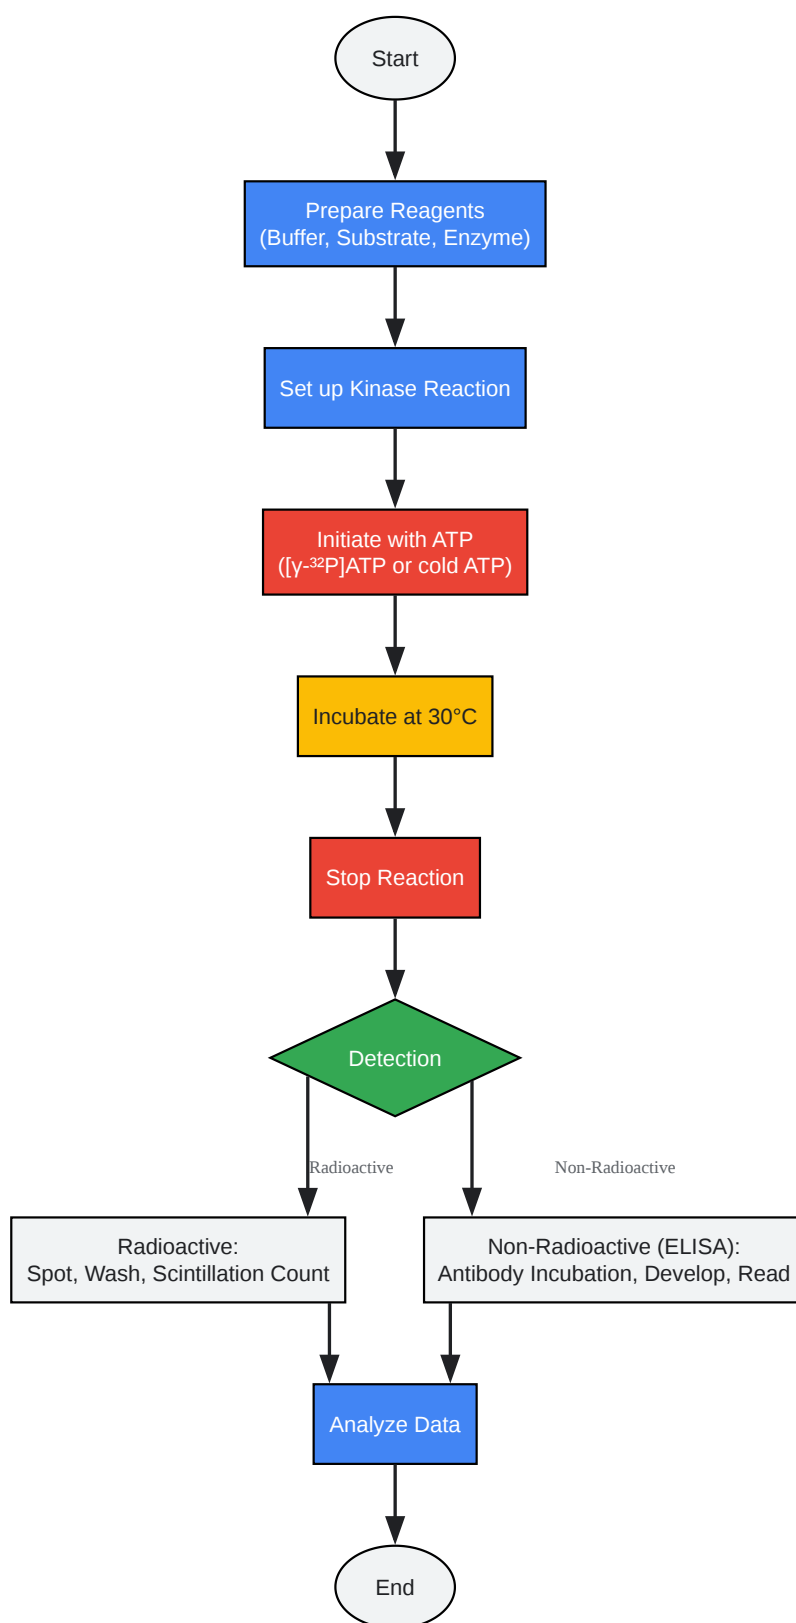 Start
Prepare Reagents
(Buffer, Substrate, Enzyme)
Set up Kinase Reaction
Initiate with ATP
([γ-³²P]ATP or cold ATP)
Incubate at 30°C
Stop Reaction
Detection
Radioactive
Non-Radioactive
Radioactive:
Spot, Wash, Scintillation Count
Non-Radioactive (ELISA):
Antibody Incubation, Develop, Read
Analyze Data
End